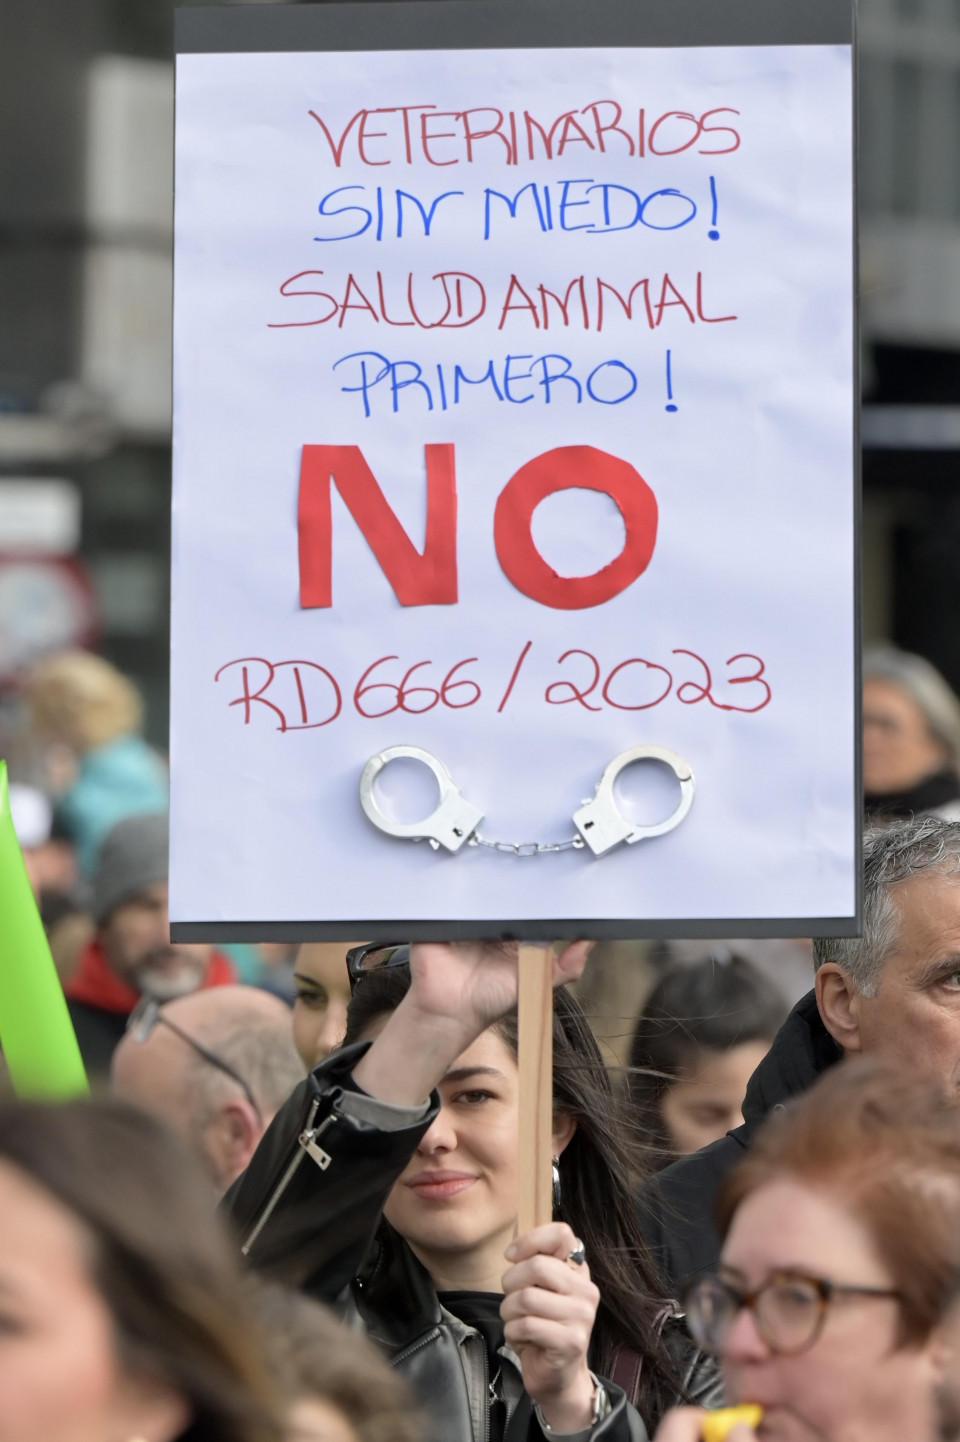 VETERINARIOS
SIN MIEDO!
SALUD ANIMAL
PRIMERO!
NO
RD 666/2023